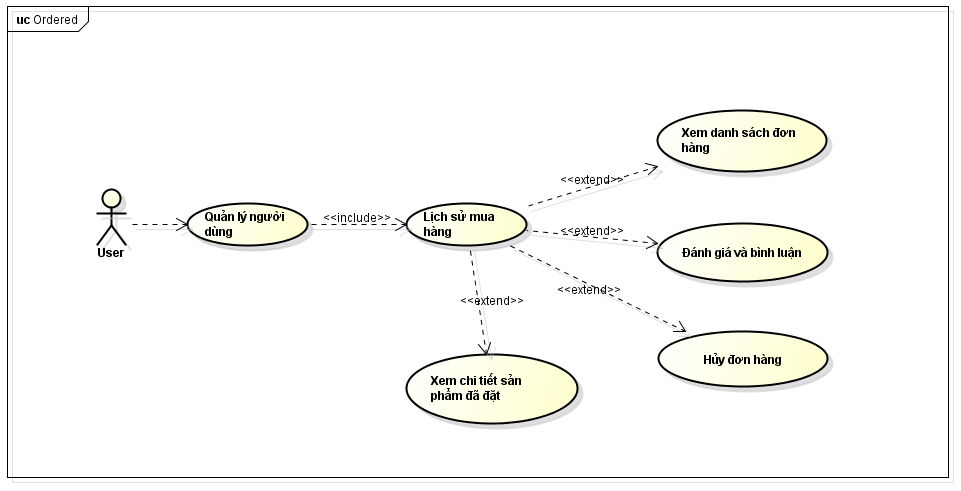 uc Ordered
Xem danh sách đơn
hàng
<<extend>>
Quản lý người
dùng
<<include>>
Lịch sử mua
hàng
<<extend>>
Đánh giá và bình luận
User
<<extend>>
<<extend>>
Hủy đơn hàng
Xem chi tiết sản
phẩm đã đặt